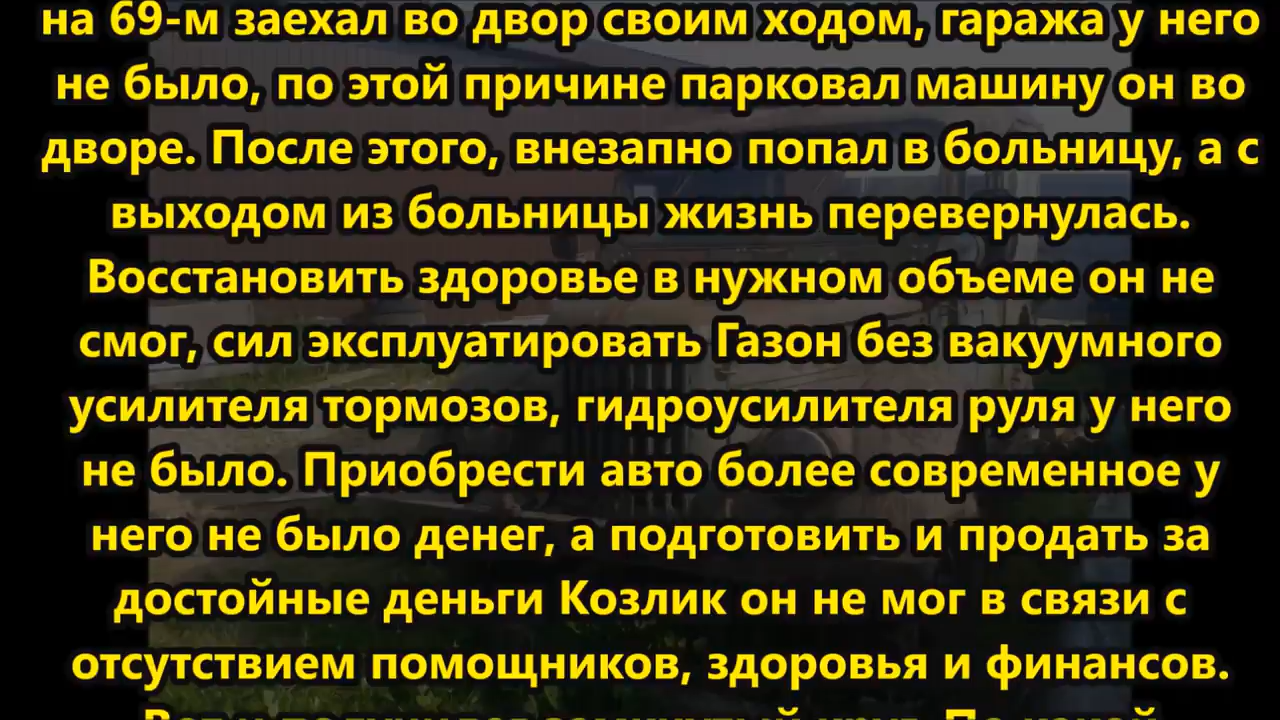 на 69-м заехал во двор своим ходом, гаража у него
не было, по этой причине парковал машину он во
дворе. После этого, внезапно попал в больницу, а с
выходом из больницы жизнь перевернулась.
Восстановить здоровье в нужном объеме он не
смог, сил эксплуатировать Газон без вакуумного
усилителя тормозов, гидроусилителя руля у него
не было. Приобрести авто более современное у
него не было денег, а подготовить и продать за
достойные деньги Козлик он не мог в связи с
отсутствием помощников, здоровья и финансов.